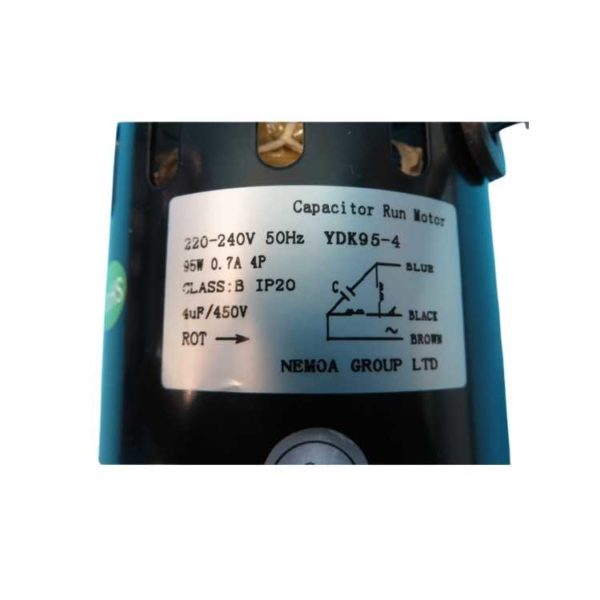 Capacitor Run Motor
220-240V 50Hz YDK95-4
95W 0.7A 4P
CLASS:B IP20
4uF/450V
ROT →
C
BLUE
BLACK
~
BROWN
NEMOA GROUP LTD